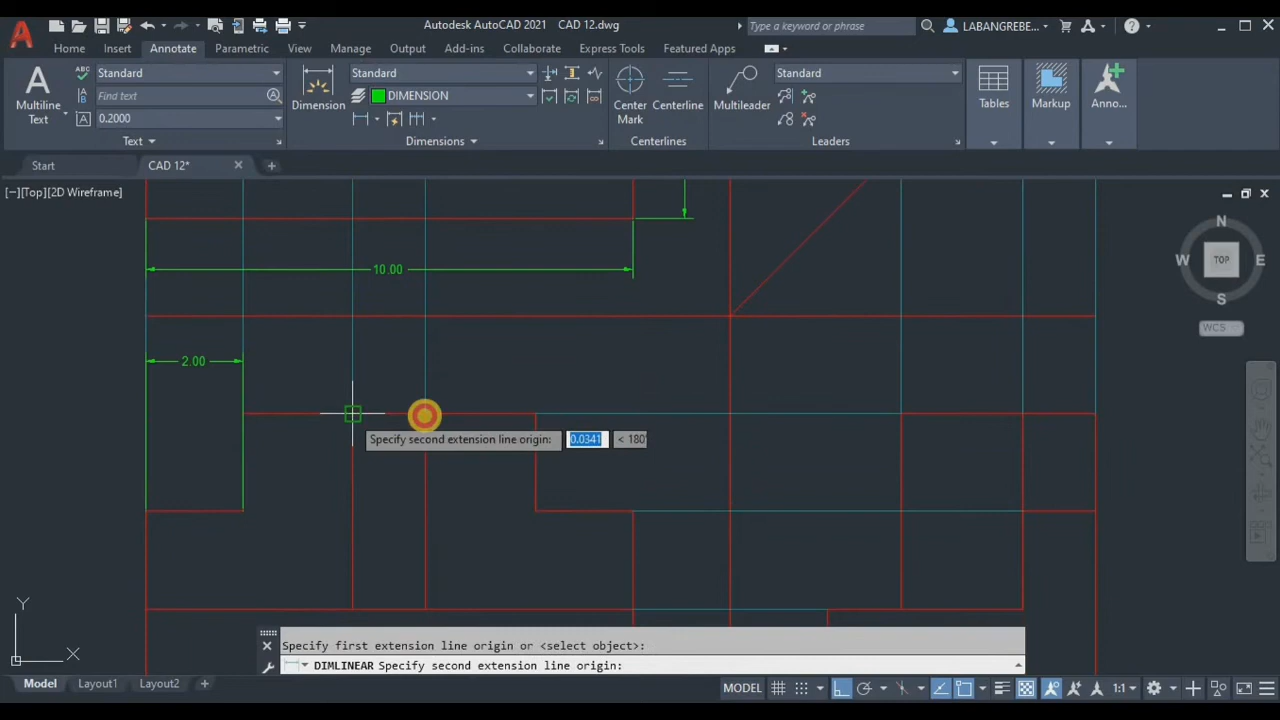 Autodesk AutoCAD 2021 CAD 12.dwg
Type a keyword or phrase
LABANGREBE...
Home Insert Annotate Parametric View Manage Output Add-ins Collaborate Express Tools Featured Apps
Multiline
Text
ABC
Standard
Find text
0.2000
Text
Dimension
Standard
DIMENSION
Dimensions
Center
Mark
Centerline
Centerlines
Multileader
Standard
Leaders
Tables
Markup
Anno...
Start
CAD 12*
[−][Top][2D Wireframe]
N
W
TOP
E
S
WCS
10.00
2.00
Specify second extension line origin:
0.0341
< 180
Y
X
Specify first extension line origin or <select object>:
DIMLINEAR Specify second extension line origin:
Model Layout1 Layout2
MODEL
1:1